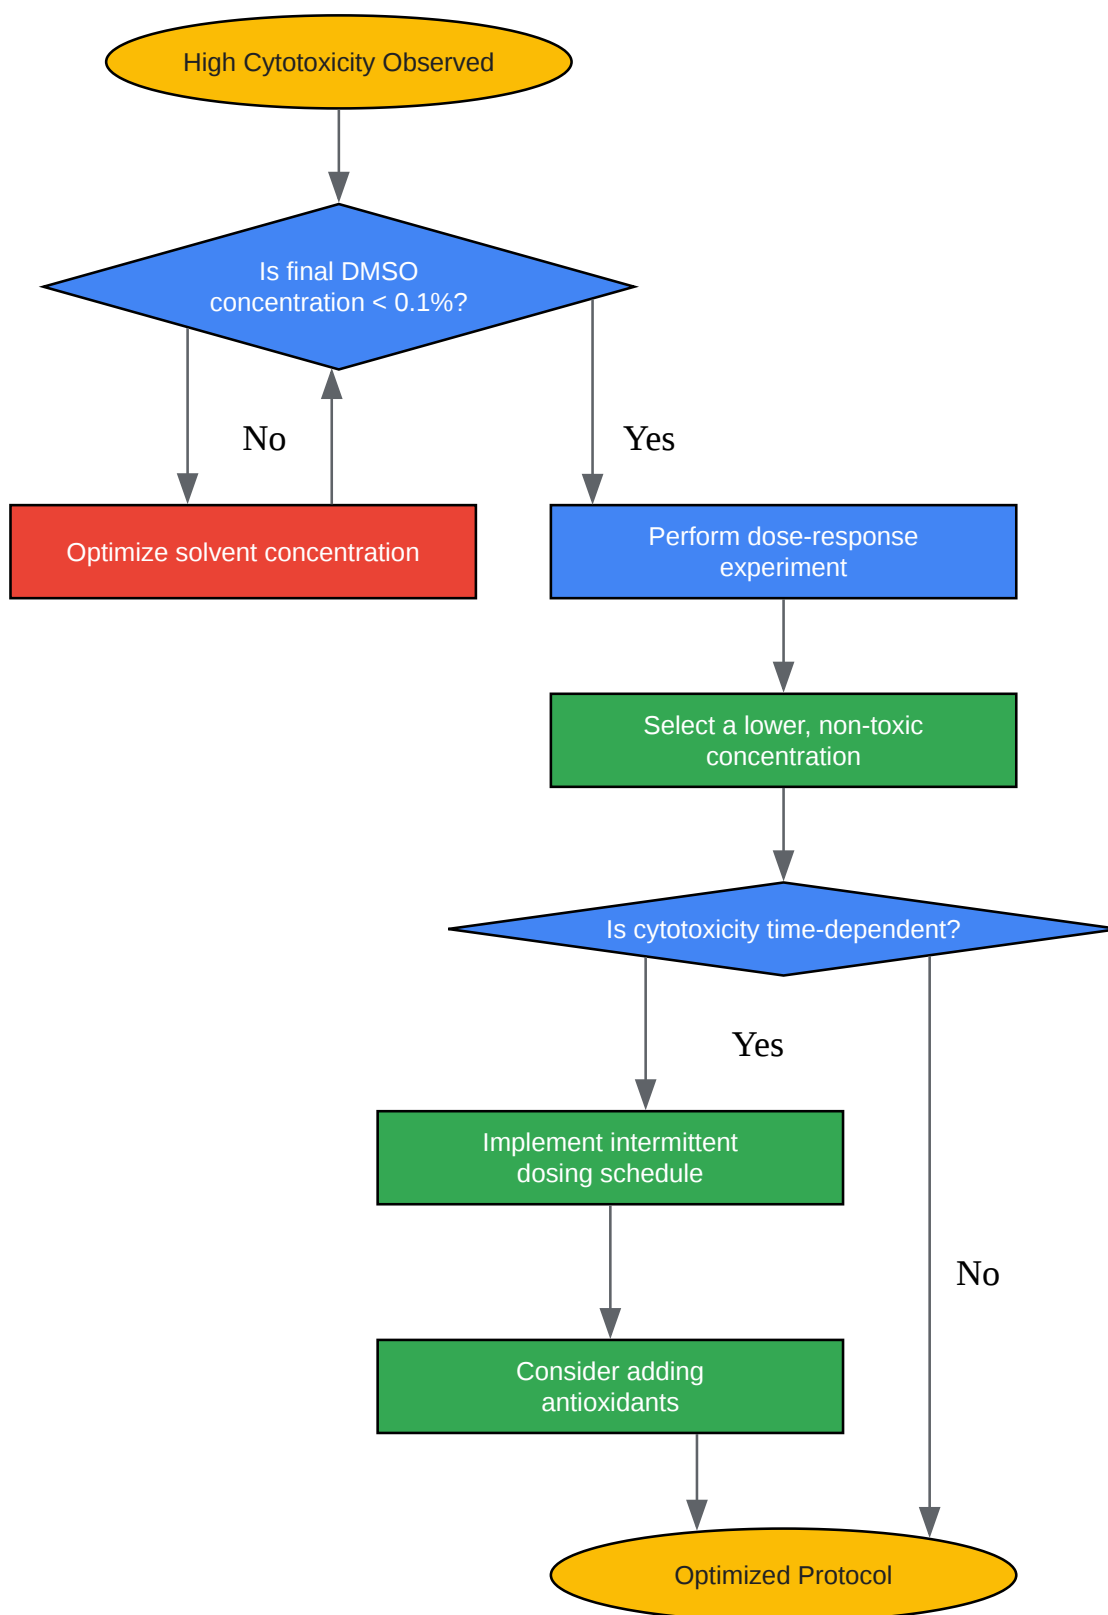 High Cytotoxicity Observed
Is final DMSO
concentration < 0.1%?
No
Yes
Optimize solvent concentration
Perform dose-response
experiment
Select a lower, non-toxic
concentration
Is cytotoxicity time-dependent?
Yes
Implement intermittent
dosing schedule
No
Consider adding
antioxidants
Optimized Protocol